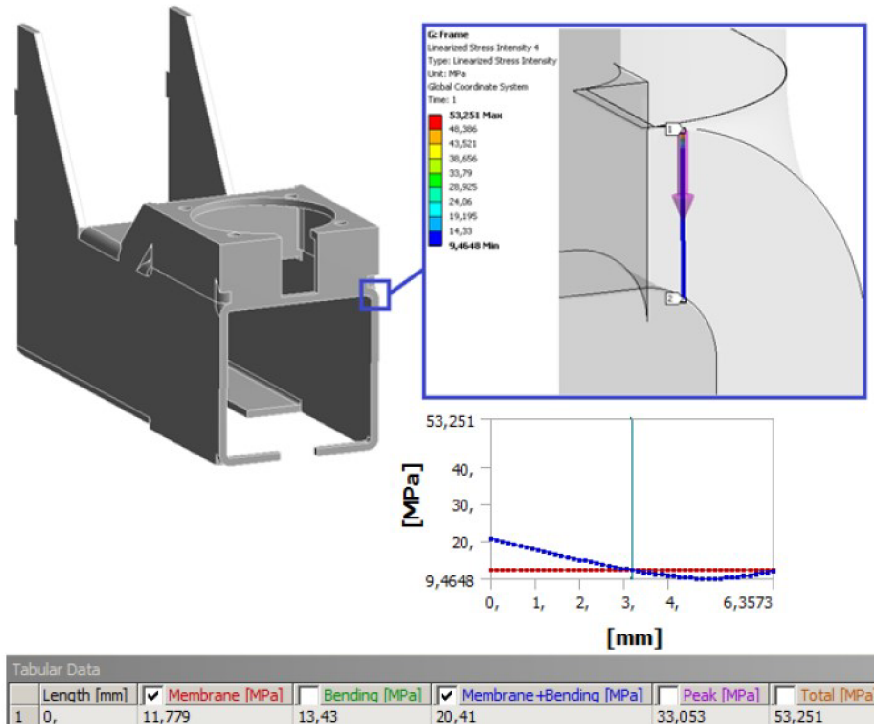 G: Frame
Linearized Stress Intensity 4
Type: Linearized Stress Intensity
Unit: MPa
Global Coordinate System
Time: 1
53,251 Max
48,386
43,521
38,656
33,79
28,925
24,06
19,195
14,33
9,4648 Min
1
2
53,251
40,
30,
20,
9,4648
[MPa]
0, 1, 2, 3, 4, 6,3573
[mm]
Tabular Data
Length [mm] Membrane [MPa] Bending [MPa] Membrane+Bending [MPa] Peak [MPa] Total [MPa]
1 0, 11,779 13,43 20,41 33,053 53,251